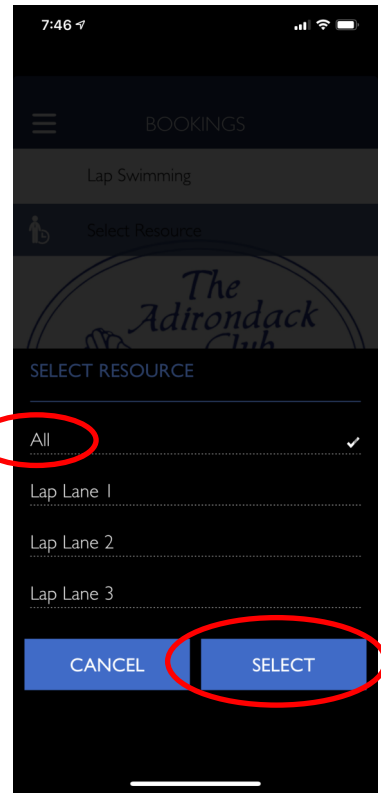 7:46
BOOKINGS
Lap Swimming
Select Resource
The
Adirondack
Club
SELECT RESOURCE
All
Lap Lane 1
Lap Lane 2
Lap Lane 3
CANCEL SELECT